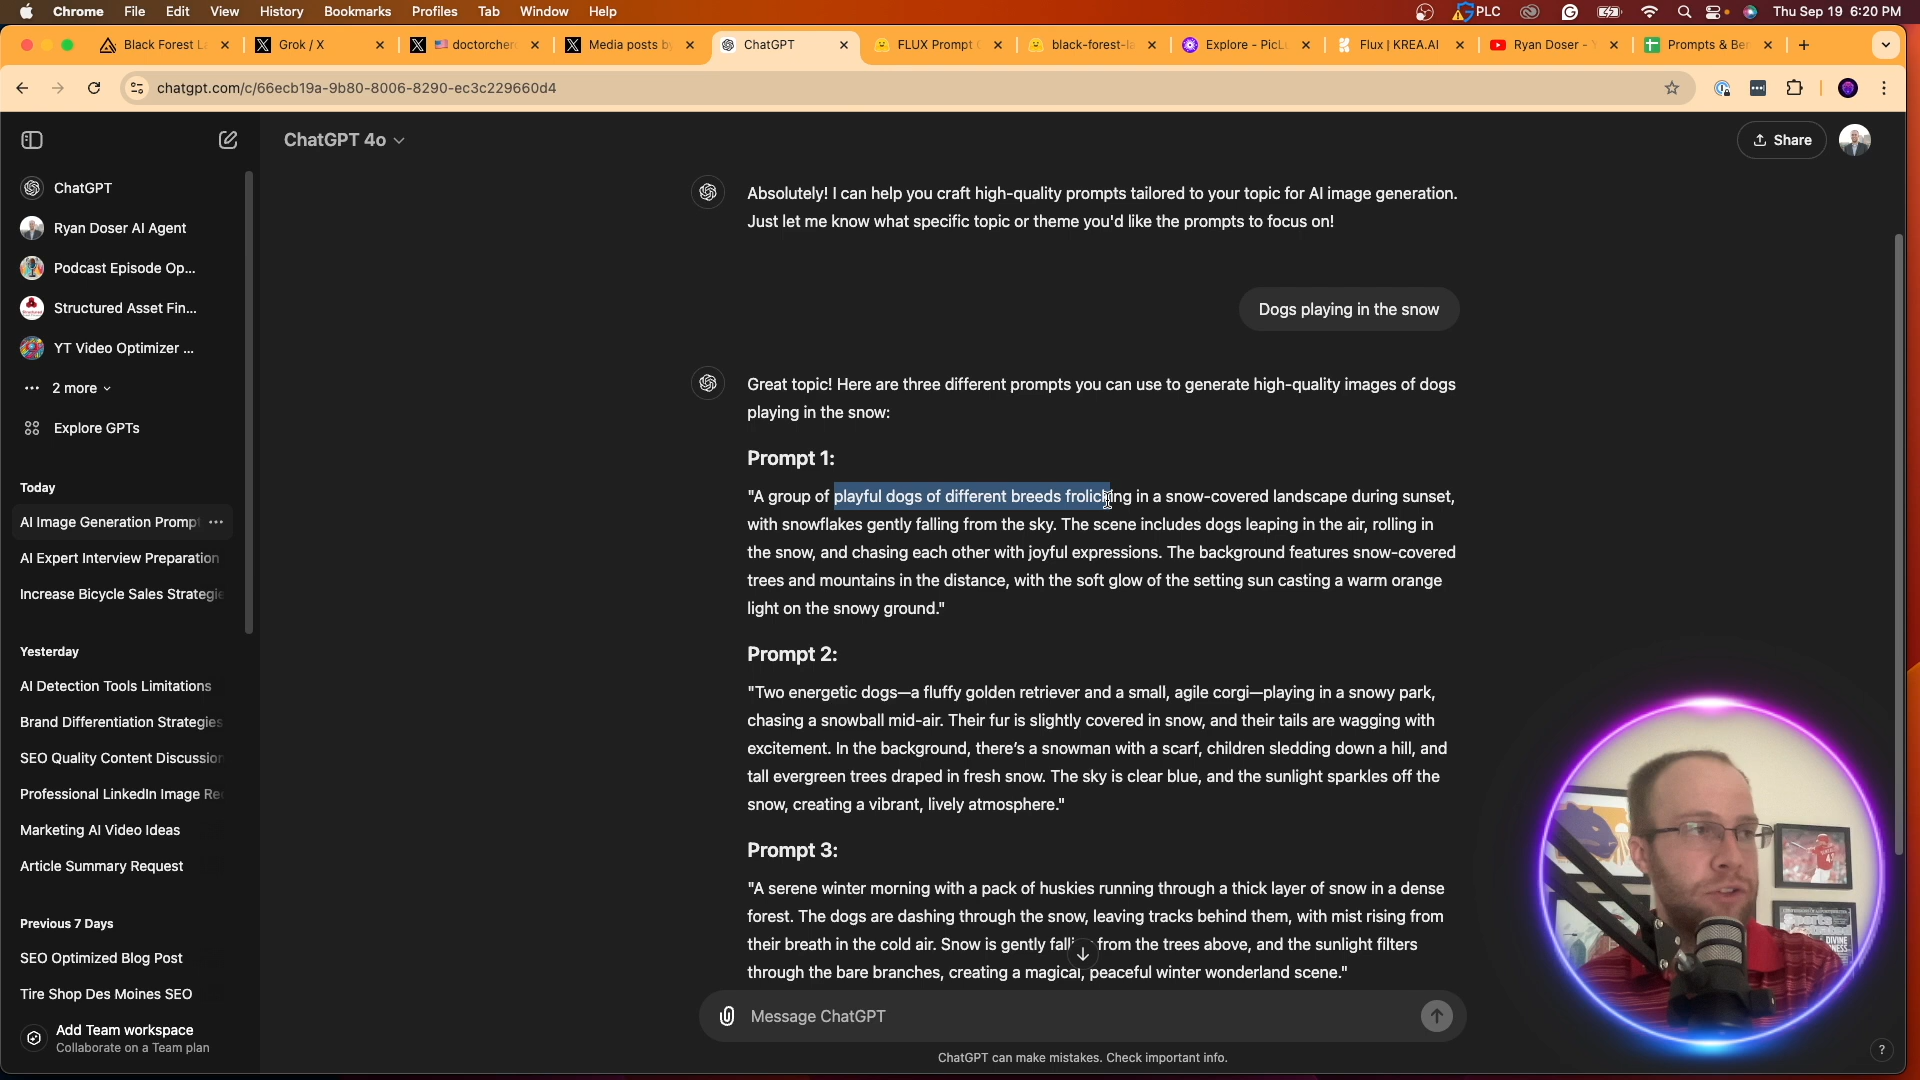 Chrome File Edit View History Bookmarks Profiles Tab Window Help PLC Thu Sep 19 6:20 PM
Black Forest L Grok / X doctorcher Media posts by ChatGPT FLUX Prompt black-forest-la Explore - PicL Flux | KREA.AI Ryan Doser - Prompts & Be
chatgpt.com/c/66ecb19a-9b80-8006-8290-ec3c229660d4
ChatGPT 4o
Share
ChatGPT
Ryan Doser AI Agent
Podcast Episode Op...
Structured Asset Fin...
YT Video Optimizer ...
2 more
Explore GPTs
Today
AI Image Generation Promp
AI Expert Interview Preparation
Increase Bicycle Sales Strategie
Yesterday
AI Detection Tools Limitations
Brand Differentiation Strategies
SEO Quality Content Discussion
Professional LinkedIn Image Re
Marketing AI Video Ideas
Article Summary Request
Previous 7 Days
SEO Optimized Blog Post
Tire Shop Des Moines SEO
Add Team workspace
Collaborate on a Team plan
Absolutely! I can help you craft high-quality prompts tailored to your topic for AI image generation.
Just let me know what specific topic or theme you'd like the prompts to focus on!
Dogs playing in the snow
Great topic! Here are three different prompts you can use to generate high-quality images of dogs
playing in the snow:
Prompt 1:
"A group of playful dogs of different breeds frolicking in a snow-covered landscape during sunset,
with snowflakes gently falling from the sky. The scene includes dogs leaping in the air, rolling in
the snow, and chasing each other with joyful expressions. The background features snow-covered
trees and mountains in the distance, with the soft glow of the setting sun casting a warm orange
light on the snowy ground."
Prompt 2:
"Two energetic dogs—a fluffy golden retriever and a small, agile corgi—playing in a snowy park,
chasing a snowball mid-air. Their fur is slightly covered in snow, and their tails are wagging with
excitement. In the background, there's a snowman with a scarf, children sledding down a hill, and
tall evergreen trees draped in fresh snow. The sky is clear blue, and the sunlight sparkles off the
snow, creating a vibrant, lively atmosphere."
Prompt 3:
"A serene winter morning with a pack of huskies running through a thick layer of snow in a dense
forest. The dogs are dashing through the snow, leaving tracks behind them, with mist rising from
their breath in the cold air. Snow is gently falli from the trees above, and the sunlight filters
through the bare branches, creating a magical, peaceful winter wonderland scene."
Message ChatGPT
ChatGPT can make mistakes. Check important info.
?
Sports
DIVINE